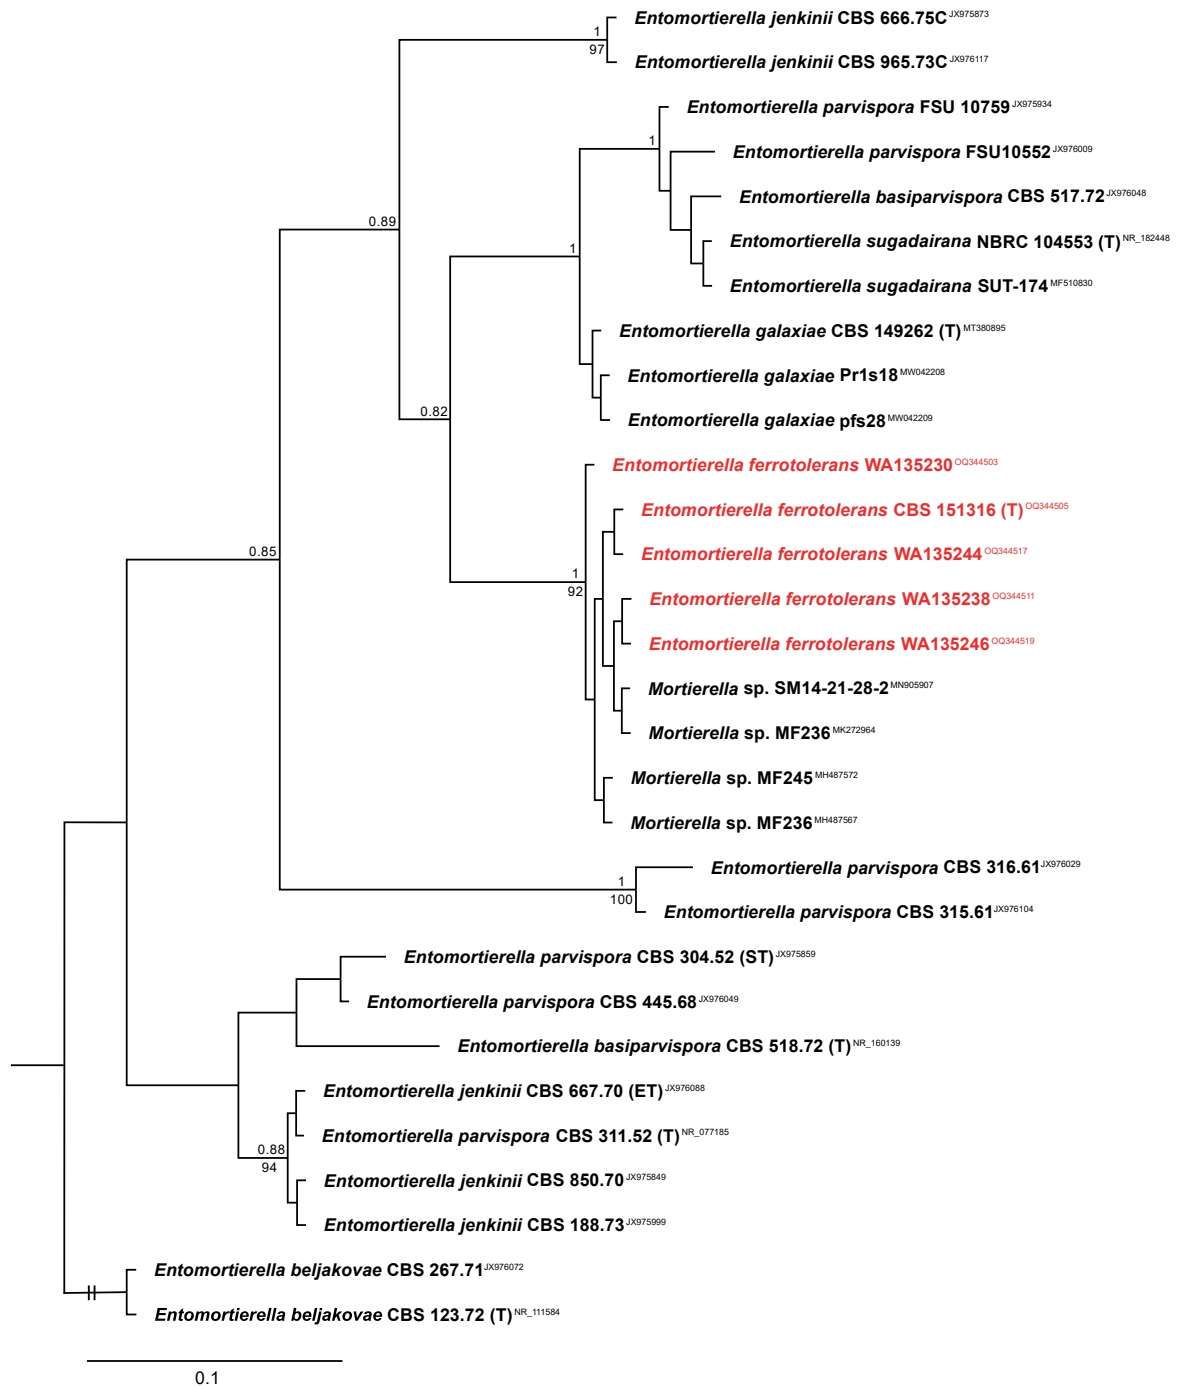 Entomortierella jenkinii CBS 666.75C JX975873
1
97
Entomortierella jenkinii CBS 965.73C JX976117
Entomortierella parvispora FSU 10759 JX975934
1
Entomortierella parvispora FSU10552 JX976009
Entomortierella basiparvispora CBS 517.72 JX976048
0.89
Entomortierella sugadairana NBRC 104553 (T) NR_182448
1
Entomortierella sugadairana SUT-174 MF510830
Entomortierella galaxiae CBS 149262 (T) MT380895
Entomortierella galaxiae Pr1s18 MW042208
0.82
Entomortierella galaxiae pfs28 MW042209
Entomortierella ferrotolerans WA135230 OQ344503
Entomortierella ferrotolerans CBS 151316 (T) OQ344505
0.85
Entomortierella ferrotolerans WA135244 OQ344517
1
92
Entomortierella ferrotolerans WA135238 OQ344511
Entomortierella ferrotolerans WA135246 OQ344519
Mortierella sp. SM14-21-28-2 MN905907
Mortierella sp. MF236 MK272964
Mortierella sp. MF245 MH487572
Mortierella sp. MF236 MH487567
Entomortierella parvispora CBS 316.61 JX976029
1
100
Entomortierella parvispora CBS 315.61 JX976104
Entomortierella parvispora CBS 304.52 (ST) JX975859
Entomortierella parvispora CBS 445.68 JX976049
Entomortierella basiparvispora CBS 518.72 (T) NR_160139
Entomortierella jenkinii CBS 667.70 (ET) JX976088
Entomortierella parvispora CBS 311.52 (T) NR_077185
0.88
94
Entomortierella jenkinii CBS 850.70 JX975849
Entomortierella jenkinii CBS 188.73 JX975999
Entomortierella beljakovae CBS 267.71 JX976072
Entomortierella beljakovae CBS 123.72 (T) NR_111584
0.1